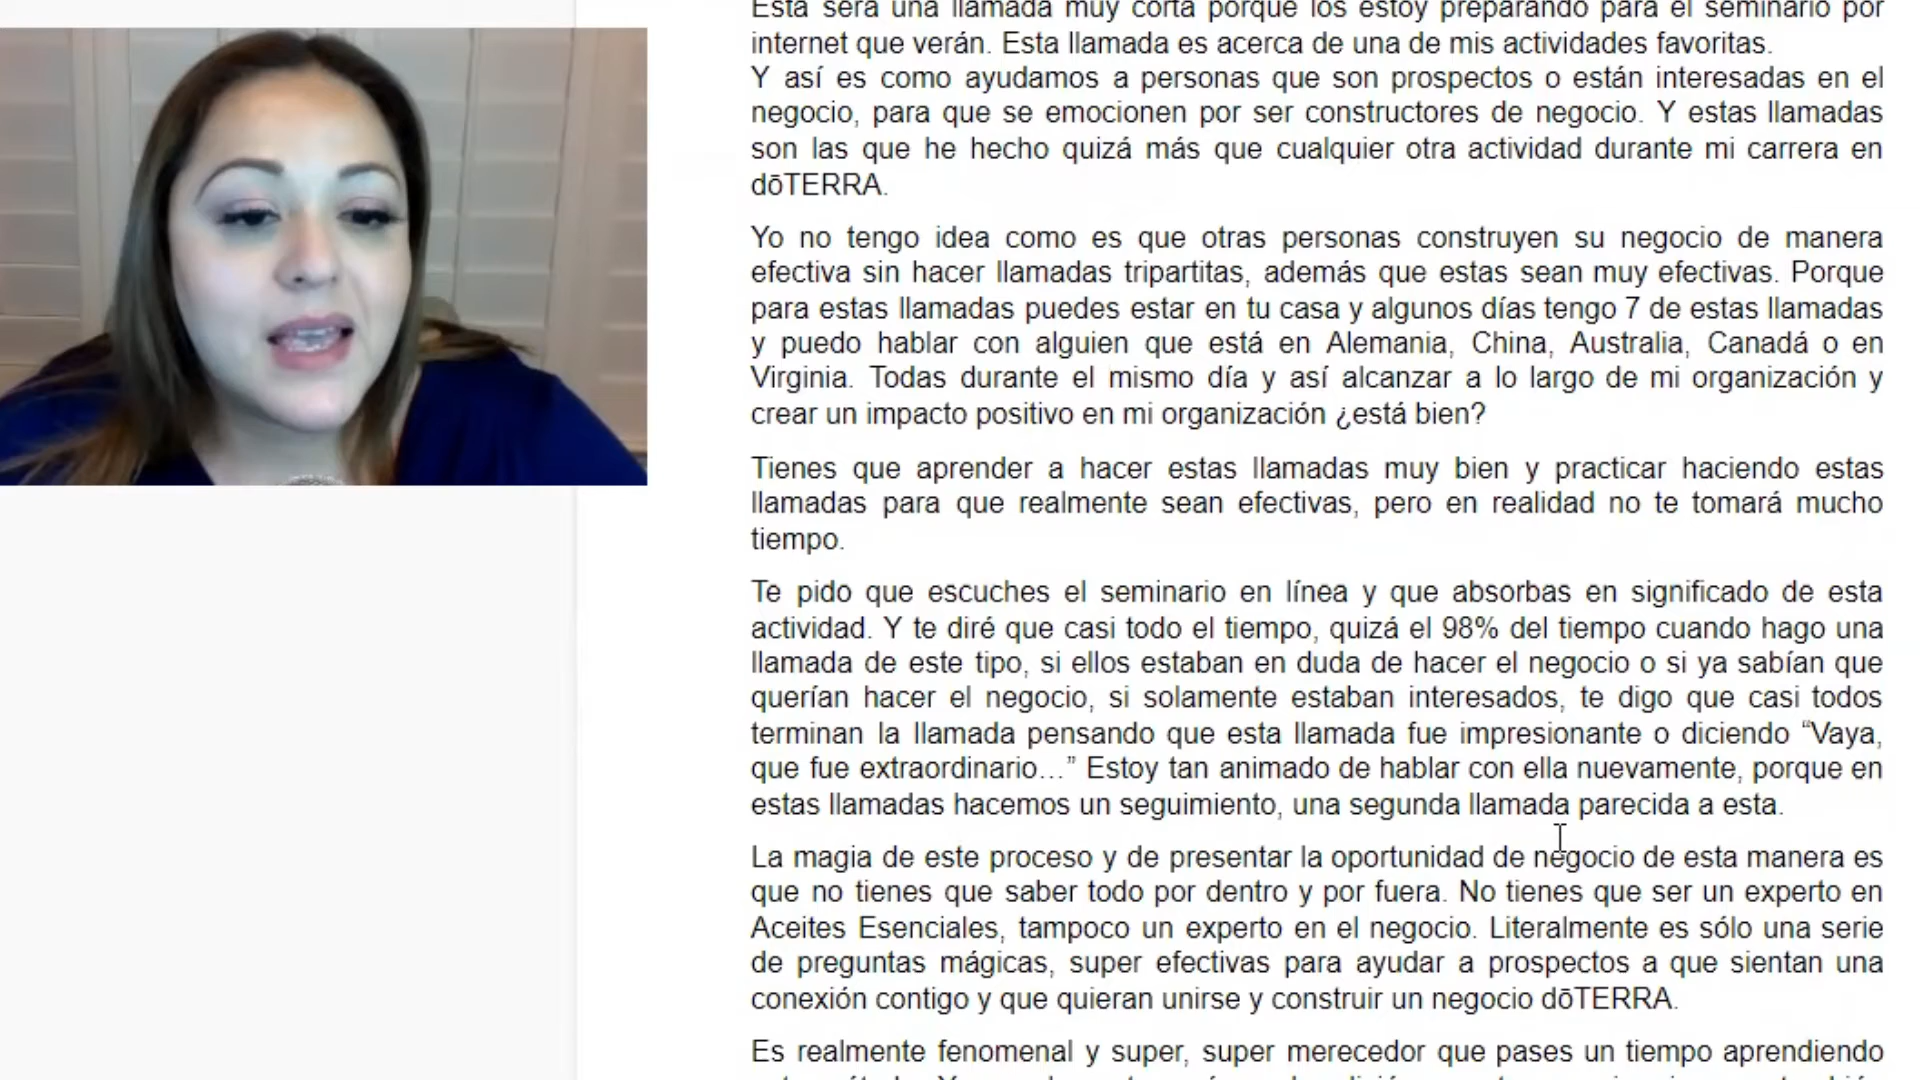 Esta será una llamada muy corta porque los estoy preparando para el seminario por
internet que verán. Esta llamada es acerca de una de mis actividades favoritas.
Y así es como ayudamos a personas que son prospectos o están interesadas en el
negocio, para que se emocionen por ser constructores de negocio. Y estas llamadas
son las que he hecho quizá más que cualquier otra actividad durante mi carrera en
dōTERRA.
Yo no tengo idea como es que otras personas construyen su negocio de manera
efectiva sin hacer llamadas tripartitas, además que estas sean muy efectivas. Porque
para estas llamadas puedes estar en tu casa y algunos días tengo 7 de estas llamadas
y puedo hablar con alguien que está en Alemania, China, Australia, Canadá o en
Virginia. Todas durante el mismo día y así alcanzar a lo largo de mi organización y
crear un impacto positivo en mi organización ¿está bien?
Tienes que aprender a hacer estas llamadas muy bien y practicar haciendo estas
llamadas para que realmente sean efectivas, pero en realidad no te tomará mucho
tiempo.
Te pido que escuches el seminario en línea y que absorbas en significado de esta
actividad. Y te diré que casi todo el tiempo, quizá el 98% del tiempo cuando hago una
llamada de este tipo, si ellos estaban en duda de hacer el negocio o si ya sabían que
querían hacer el negocio, si solamente estaban interesados, te digo que casi todos
terminan la llamada pensando que esta llamada fue impresionante o diciendo “Vaya,
que fue extraordinario…” Estoy tan animado de hablar con ella nuevamente, porque en
estas llamadas hacemos un seguimiento, una segunda llamada parecida a esta.
La magia de este proceso y de presentar la oportunidad de negocio de esta manera es
que no tienes que saber todo por dentro y por fuera. No tienes que ser un experto en
Aceites Esenciales, tampoco un experto en el negocio. Literalmente es sólo una serie
de preguntas mágicas, super efectivas para ayudar a prospectos a que sientan una
conexión contigo y que quieran unirse y construir un negocio dōTERRA.
Es realmente fenomenal y super, super merecedor que pases un tiempo aprendiendo